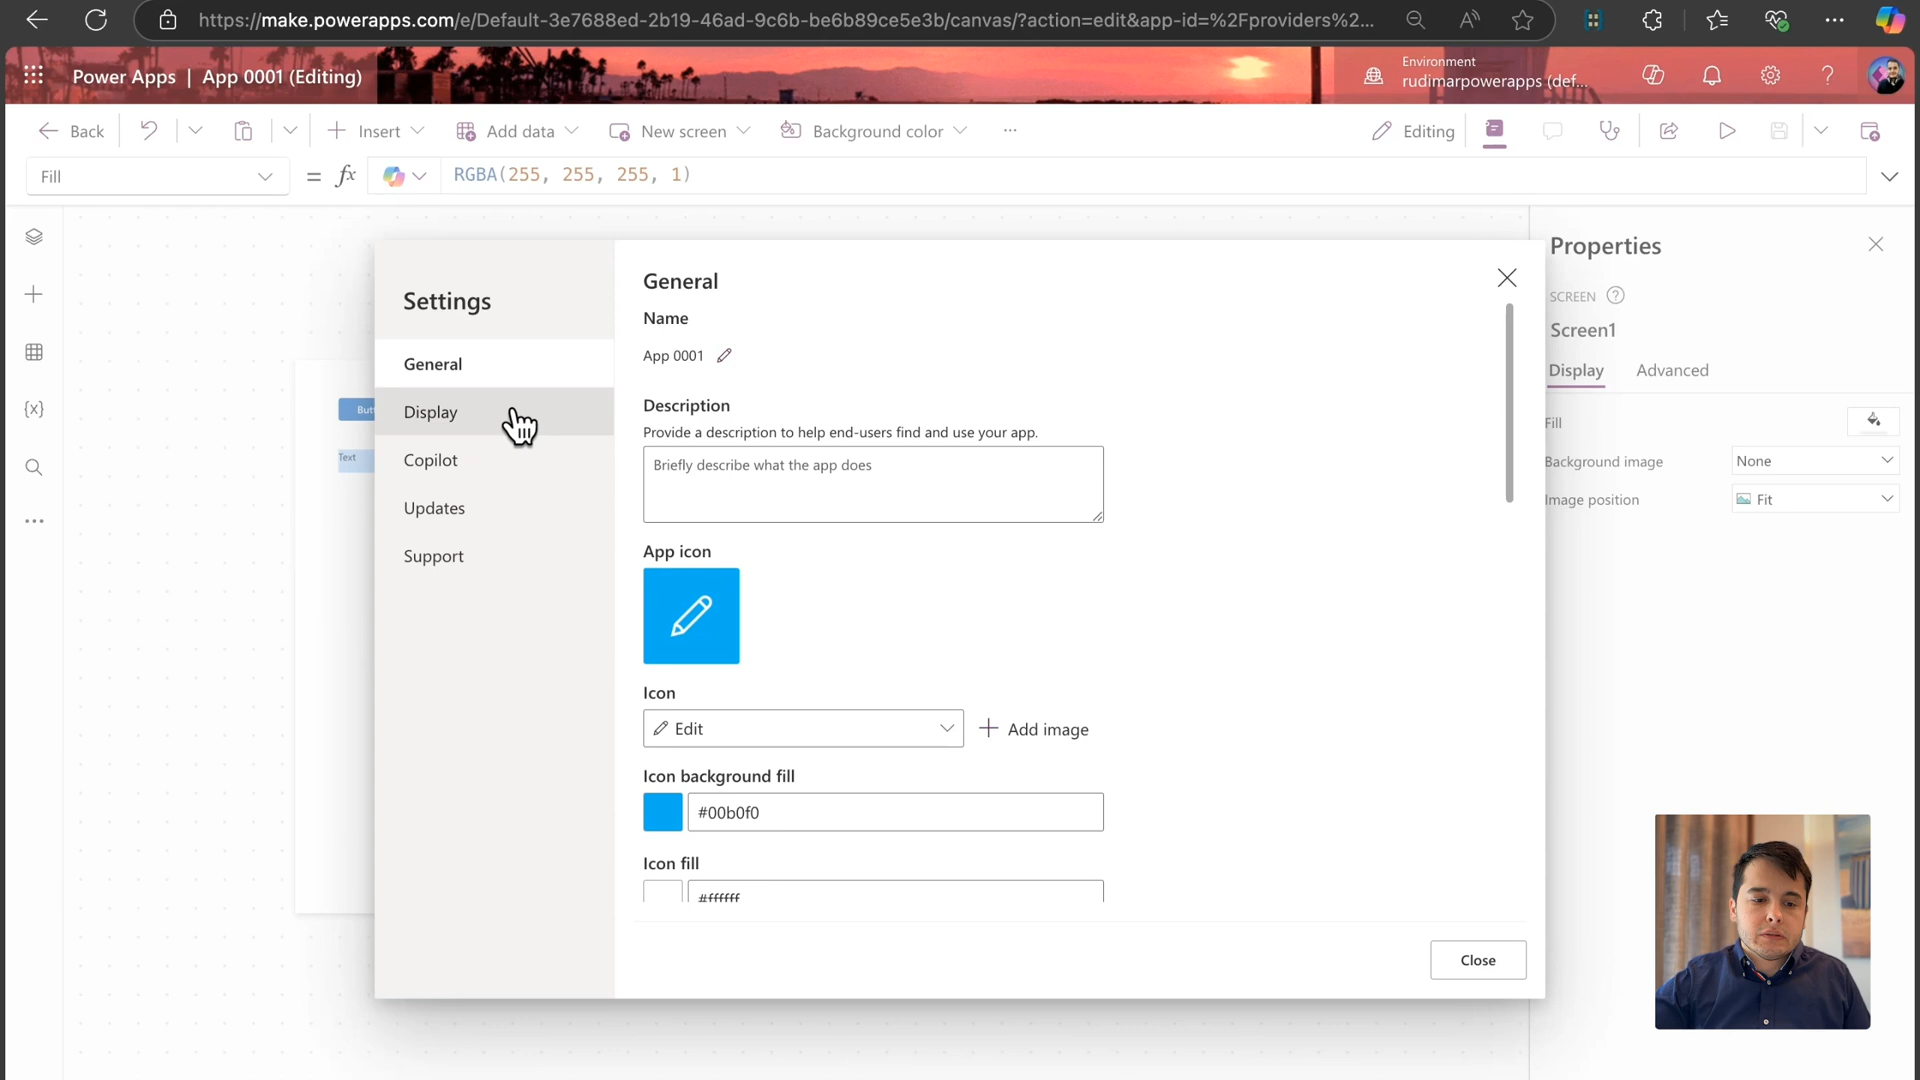 https://make.powerapps.com/e/Default-3e7688ed-2b19-46ad-9c6b-be6b89ce5e3b/canvas/?action=edit&app-id=%2Fproviders%2...
Power Apps | App 0001 (Editing)
Environment
rudimarpowerapps (def...
Back
Insert
Add data
New screen
Background color
Editing
Fill
= fx
RGBA(255, 255, 255, 1)
Settings
General
Display
Copilot
Updates
Support
General
Name
App 0001
Description
Provide a description to help end-users find and use your app.
Briefly describe what the app does
App icon
Icon
Edit
Add image
Icon background fill
#00b0f0
Icon fill
#ffffff
Close
Butt
Text
Properties
SCREEN
Screen1
Display
Advanced
Fill
Background image
None
Image position
Fit